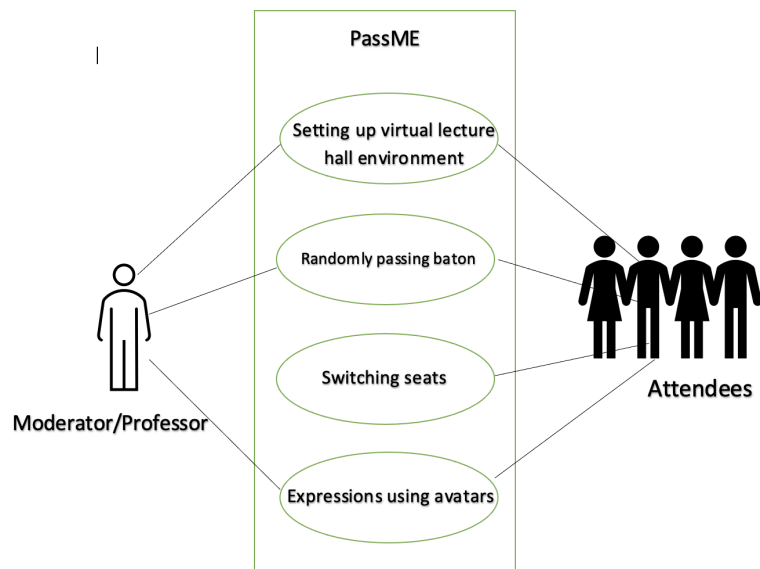 PassME
Setting up virtual lecture
hall environment
Randomly passing baton
Switching seats
Attendees
Moderator/Professor
Expressions using avatars